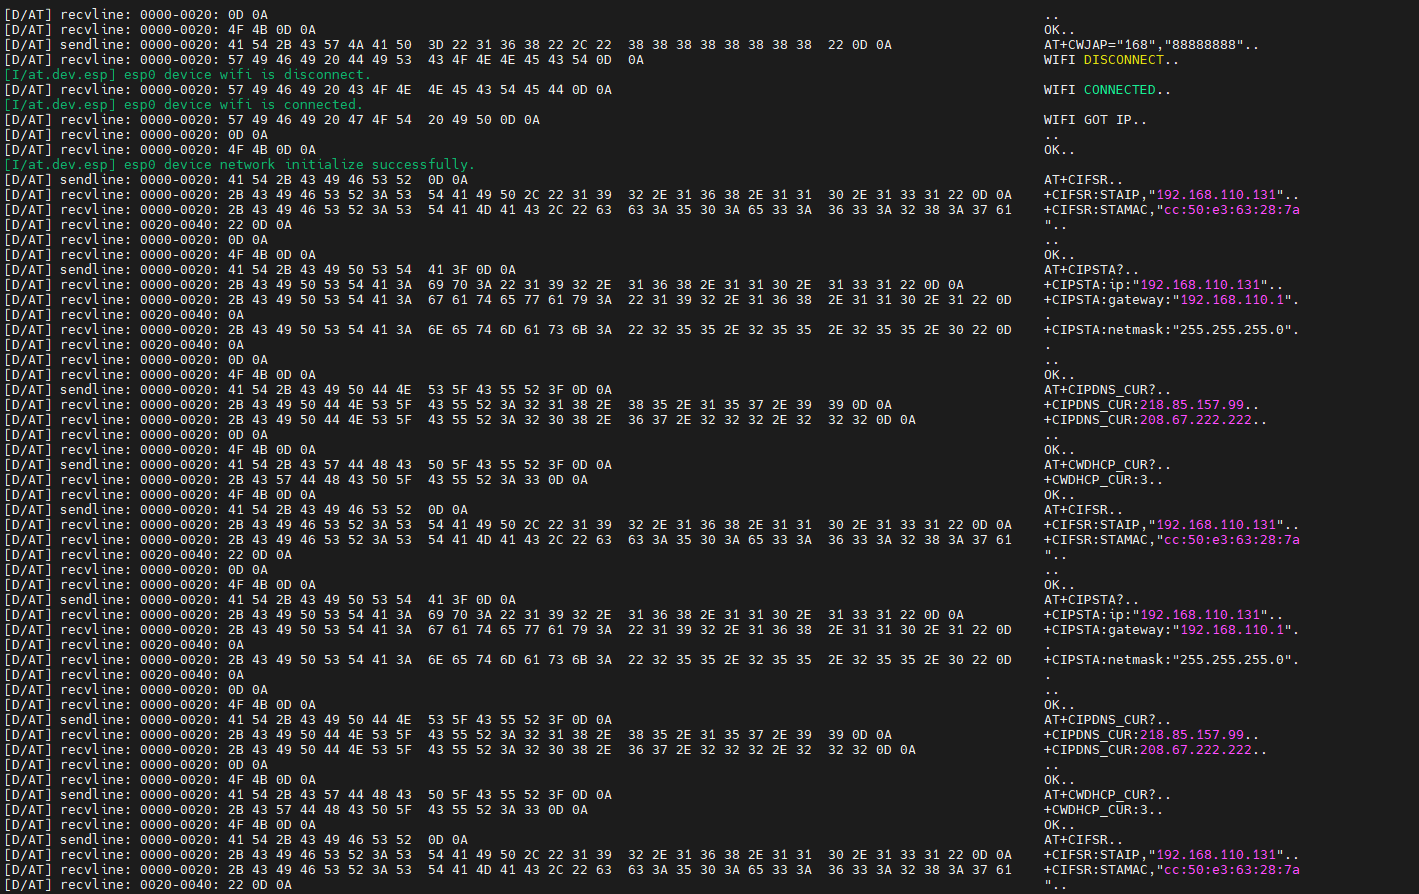 [D/AT] recvline: 0000-0020: 0D 0A ..
[D/AT] recvline: 0000-0020: 4F 4B 0D 0A OK..
[D/AT] sendline: 0000-0020: 41 54 2B 43 57 4A 41 50 3D 22 31 36 38 22 2C 22 38 38 38 38 38 38 38 38 22 0D 0A AT+CWJAP="168","88888888"..
[D/AT] recvline: 0000-0020: 57 49 46 49 20 44 49 53 43 4F 4E 4E 45 43 54 0D 0A WIFI DISCONNECT..
[I/at.dev.esp] esp0 device wifi is disconnect.
[D/AT] recvline: 0000-0020: 57 49 46 49 20 43 4F 4E 4E 45 43 54 45 44 0D 0A WIFI CONNECTED..
[I/at.dev.esp] esp0 device wifi is connected.
[D/AT] recvline: 0000-0020: 57 49 46 49 20 47 4F 54 20 49 50 0D 0A WIFI GOT IP..
[D/AT] recvline: 0000-0020: 0D 0A ..
[D/AT] recvline: 0000-0020: 4F 4B 0D 0A OK..
[I/at.dev.esp] esp0 device network initialize successfully.
[D/AT] sendline: 0000-0020: 41 54 2B 43 49 46 53 52 0D 0A AT+CIFSR..
[D/AT] recvline: 0000-0020: 2B 43 49 46 53 52 3A 53 54 41 49 50 2C 22 31 39 32 2E 31 36 38 2E 31 31 30 2E 31 33 31 22 0D 0A +CIFSR:STAIP,"192.168.110.131"..
[D/AT] recvline: 0000-0020: 2B 43 49 46 53 52 3A 53 54 41 4D 41 43 2C 22 63 63 3A 35 30 3A 65 33 3A 36 33 3A 32 38 3A 37 61 +CIFSR:STAMAC,"cc:50:e3:63:28:7a
[D/AT] recvline: 0020-0040: 22 0D 0A "..
[D/AT] recvline: 0000-0020: 0D 0A ..
[D/AT] recvline: 0000-0020: 4F 4B 0D 0A OK..
[D/AT] sendline: 0000-0020: 41 54 2B 43 49 50 53 54 41 3F 0D 0A AT+CIPSTA?..
[D/AT] recvline: 0000-0020: 2B 43 49 50 53 54 41 3A 69 70 3A 22 31 39 32 2E 31 36 38 2E 31 31 30 2E 31 33 31 22 0D 0A +CIPSTA:ip:"192.168.110.131"..
[D/AT] recvline: 0000-0020: 2B 43 49 50 53 54 41 3A 67 61 74 65 77 61 79 3A 22 31 39 32 2E 31 36 38 2E 31 31 30 2E 31 22 0D +CIPSTA:gateway:"192.168.110.1".
[D/AT] recvline: 0020-0040: 0A .
[D/AT] recvline: 0000-0020: 2B 43 49 50 53 54 41 3A 6E 65 74 6D 61 73 6B 3A 22 32 35 35 2E 32 35 35 2E 32 35 35 2E 30 22 0D +CIPSTA:netmask:"255.255.255.0".
[D/AT] recvline: 0020-0040: 0A .
[D/AT] recvline: 0000-0020: 0D 0A ..
[D/AT] recvline: 0000-0020: 4F 4B 0D 0A OK..
[D/AT] sendline: 0000-0020: 41 54 2B 43 49 50 44 4E 53 5F 43 55 52 3F 0D 0A AT+CIPDNS_CUR?..
[D/AT] recvline: 0000-0020: 2B 43 49 50 44 4E 53 5F 43 55 52 3A 32 31 38 2E 38 35 2E 31 35 37 2E 39 39 0D 0A +CIPDNS_CUR:218.85.157.99..
[D/AT] recvline: 0000-0020: 2B 43 49 50 44 4E 53 5F 43 55 52 3A 32 30 38 2E 36 37 2E 32 32 32 2E 32 32 32 0D 0A +CIPDNS_CUR:208.67.222.222..
[D/AT] recvline: 0000-0020: 0D 0A ..
[D/AT] recvline: 0000-0020: 4F 4B 0D 0A OK..
[D/AT] sendline: 0000-0020: 41 54 2B 43 57 44 48 43 50 5F 43 55 52 3F 0D 0A AT+CWDHCP_CUR?..
[D/AT] recvline: 0000-0020: 2B 43 57 44 48 43 50 5F 43 55 52 3A 33 0D 0A +CWDHCP_CUR:3..
[D/AT] recvline: 0000-0020: 4F 4B 0D 0A OK..
[D/AT] sendline: 0000-0020: 41 54 2B 43 49 46 53 52 0D 0A AT+CIFSR..
[D/AT] recvline: 0000-0020: 2B 43 49 46 53 52 3A 53 54 41 49 50 2C 22 31 39 32 2E 31 36 38 2E 31 31 30 2E 31 33 31 22 0D 0A +CIFSR:STAIP,"192.168.110.131"..
[D/AT] recvline: 0000-0020: 2B 43 49 46 53 52 3A 53 54 41 4D 41 43 2C 22 63 63 3A 35 30 3A 65 33 3A 36 33 3A 32 38 3A 37 61 +CIFSR:STAMAC,"cc:50:e3:63:28:7a
[D/AT] recvline: 0020-0040: 22 0D 0A "..
[D/AT] recvline: 0000-0020: 0D 0A ..
[D/AT] recvline: 0000-0020: 4F 4B 0D 0A OK..
[D/AT] sendline: 0000-0020: 41 54 2B 43 49 50 53 54 41 3F 0D 0A AT+CIPSTA?..
[D/AT] recvline: 0000-0020: 2B 43 49 50 53 54 41 3A 69 70 3A 22 31 39 32 2E 31 36 38 2E 31 31 30 2E 31 33 31 22 0D 0A +CIPSTA:ip:"192.168.110.131"..
[D/AT] recvline: 0000-0020: 2B 43 49 50 53 54 41 3A 67 61 74 65 77 61 79 3A 22 31 39 32 2E 31 36 38 2E 31 31 30 2E 31 22 0D +CIPSTA:gateway:"192.168.110.1".
[D/AT] recvline: 0020-0040: 0A .
[D/AT] recvline: 0000-0020: 2B 43 49 50 53 54 41 3A 6E 65 74 6D 61 73 6B 3A 22 32 35 35 2E 32 35 35 2E 32 35 35 2E 30 22 0D +CIPSTA:netmask:"255.255.255.0".
[D/AT] recvline: 0020-0040: 0A .
[D/AT] recvline: 0000-0020: 0D 0A ..
[D/AT] recvline: 0000-0020: 4F 4B 0D 0A OK..
[D/AT] sendline: 0000-0020: 41 54 2B 43 49 50 44 4E 53 5F 43 55 52 3F 0D 0A AT+CIPDNS_CUR?..
[D/AT] recvline: 0000-0020: 2B 43 49 50 44 4E 53 5F 43 55 52 3A 32 31 38 2E 38 35 2E 31 35 37 2E 39 39 0D 0A +CIPDNS_CUR:218.85.157.99..
[D/AT] recvline: 0000-0020: 2B 43 49 50 44 4E 53 5F 43 55 52 3A 32 30 38 2E 36 37 2E 32 32 32 2E 32 32 32 0D 0A +CIPDNS_CUR:208.67.222.222..
[D/AT] recvline: 0000-0020: 0D 0A ..
[D/AT] recvline: 0000-0020: 4F 4B 0D 0A OK..
[D/AT] sendline: 0000-0020: 41 54 2B 43 57 44 48 43 50 5F 43 55 52 3F 0D 0A AT+CWDHCP_CUR?..
[D/AT] recvline: 0000-0020: 2B 43 57 44 48 43 50 5F 43 55 52 3A 33 0D 0A +CWDHCP_CUR:3..
[D/AT] recvline: 0000-0020: 4F 4B 0D 0A OK..
[D/AT] sendline: 0000-0020: 41 54 2B 43 49 46 53 52 0D 0A AT+CIFSR..
[D/AT] recvline: 0000-0020: 2B 43 49 46 53 52 3A 53 54 41 49 50 2C 22 31 39 32 2E 31 36 38 2E 31 31 30 2E 31 33 31 22 0D 0A +CIFSR:STAIP,"192.168.110.131"..
[D/AT] recvline: 0000-0020: 2B 43 49 46 53 52 3A 53 54 41 4D 41 43 2C 22 63 63 3A 35 30 3A 65 33 3A 36 33 3A 32 38 3A 37 61 +CIFSR:STAMAC,"cc:50:e3:63:28:7a
[D/AT] recvline: 0020-0040: 22 0D 0A "..